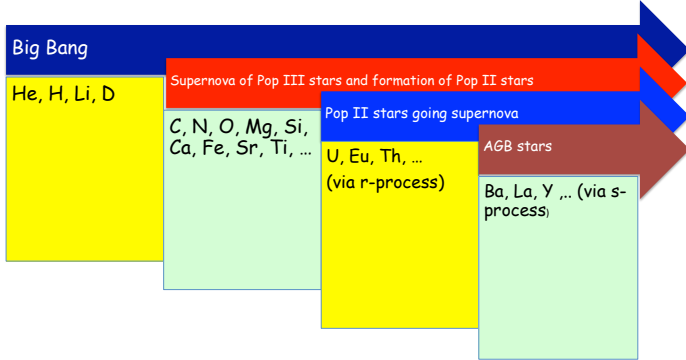 Big Bang
Supernova of Pop III stars and formation of Pop II stars
He, H, Li, D
Pop II stars going supernova
C, N, O, Mg, Si,
Ca, Fe, Sr, Ti, …
AGB stars
U, Eu, Th, …
(via r-process)
Ba, La, Y ,.. (via s-
process)